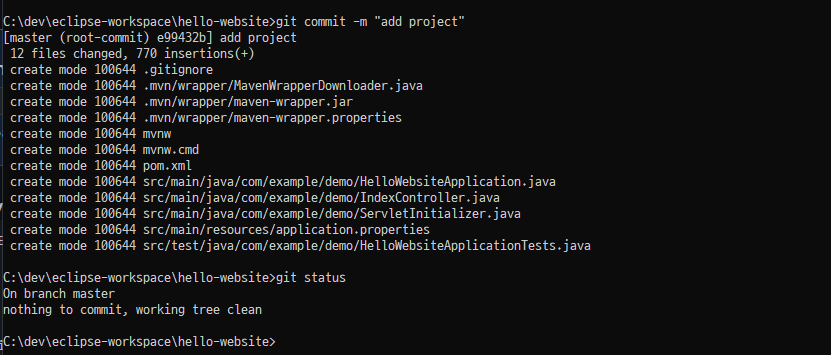 C:\dev\eclipse-workspace\hello-website>git commit -m "add project"
[master (root-commit) e99432b] add project
 12 files changed, 770 insertions(+)
 create mode 100644 .gitignore
 create mode 100644 .mvn/wrapper/MavenWrapperDownloader.java
 create mode 100644 .mvn/wrapper/maven-wrapper.jar
 create mode 100644 .mvn/wrapper/maven-wrapper.properties
 create mode 100644 mvnw
 create mode 100644 mvnw.cmd
 create mode 100644 pom.xml
 create mode 100644 src/main/java/com/example/demo/HelloWebsiteApplication.java
 create mode 100644 src/main/java/com/example/demo/IndexController.java
 create mode 100644 src/main/java/com/example/demo/ServletInitializer.java
 create mode 100644 src/main/resources/application.properties
 create mode 100644 src/test/java/com/example/demo/HelloWebsiteApplicationTests.java
C:\dev\eclipse-workspace\hello-website>git status
On branch master
nothing to commit, working tree clean
C:\dev\eclipse-workspace\hello-website>